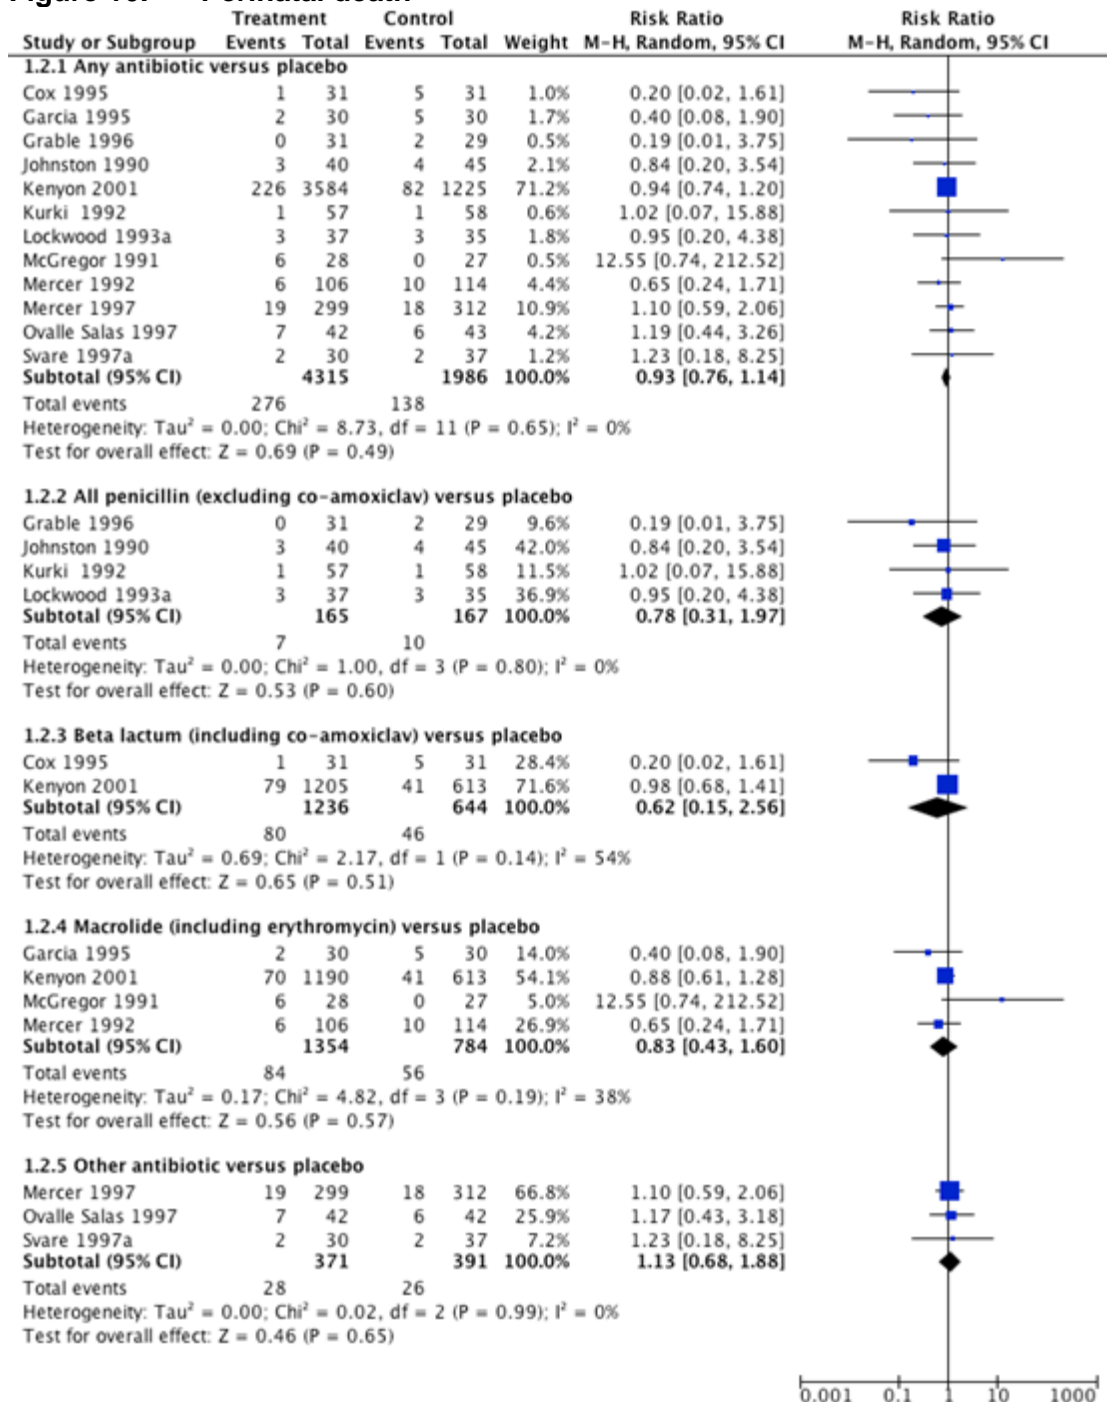 Treatment Control Risk Ratio Risk Ratio
Study or Subgroup Events Total Events Total Weight M-H, Random, 95% CI M-H, Random, 95% CI
1.2.1 Any antibiotic versus placebo
Cox 1995 1 31 5 31 1.0% 0.20 [0.02, 1.61]
Garcia 1995 2 30 5 30 1.7% 0.40 [0.08, 1.90]
Grable 1996 0 31 2 29 0.5% 0.19 [0.01, 3.75]
Johnston 1990 3 40 4 45 2.1% 0.84 [0.20, 3.54]
Kenyon 2001 226 3584 82 1225 71.2% 0.94 [0.74, 1.20]
Kurki 1992 1 57 1 58 0.6% 1.02 [0.07, 15.88]
Lockwood 1993a 3 37 3 35 1.8% 0.95 [0.20, 4.38]
McGregor 1991 6 28 0 27 0.5% 12.55 [0.74, 212.52]
Mercer 1992 6 106 10 114 4.4% 0.65 [0.24, 1.71]
Mercer 1997 19 299 18 312 10.9% 1.10 [0.59, 2.06]
Ovalle Salas 1997 7 42 6 43 4.2% 1.19 [0.44, 3.26]
Svare 1997a 2 30 2 37 1.2% 1.23 [0.18, 8.25]
Subtotal (95% CI) 4315 1986 100.0% 0.93 [0.76, 1.14]
Total events 276 138
Heterogeneity: Tau² = 0.00; Chi² = 8.73, df = 11 (P = 0.65); I² = 0%
Test for overall effect: Z = 0.69 (P = 0.49)
1.2.2 All penicillin (excluding co-amoxiclav) versus placebo
Grable 1996 0 31 2 29 9.6% 0.19 [0.01, 3.75]
Johnston 1990 3 40 4 45 42.0% 0.84 [0.20, 3.54]
Kurki 1992 1 57 1 58 11.5% 1.02 [0.07, 15.88]
Lockwood 1993a 3 37 3 35 36.9% 0.95 [0.20, 4.38]
Subtotal (95% CI) 165 167 100.0% 0.78 [0.31, 1.97]
Total events 7 10
Heterogeneity: Tau² = 0.00; Chi² = 1.00, df = 3 (P = 0.80); I² = 0%
Test for overall effect: Z = 0.53 (P = 0.60)
1.2.3 Beta lactum (including co-amoxiclav) versus placebo
Cox 1995 1 31 5 31 28.4% 0.20 [0.02, 1.61]
Kenyon 2001 79 1205 41 613 71.6% 0.98 [0.68, 1.41]
Subtotal (95% CI) 1236 644 100.0% 0.62 [0.15, 2.56]
Total events 80 46
Heterogeneity: Tau² = 0.69; Chi² = 2.17, df = 1 (P = 0.14); I² = 54%
Test for overall effect: Z = 0.65 (P = 0.51)
1.2.4 Macrolide (including erythromycin) versus placebo
Garcia 1995 2 30 5 30 14.0% 0.40 [0.08, 1.90]
Kenyon 2001 70 1190 41 613 54.1% 0.88 [0.61, 1.28]
McGregor 1991 6 28 0 27 5.0% 12.55 [0.74, 212.52]
Mercer 1992 6 106 10 114 26.9% 0.65 [0.24, 1.71]
Subtotal (95% CI) 1354 784 100.0% 0.83 [0.43, 1.60]
Total events 84 56
Heterogeneity: Tau² = 0.17; Chi² = 4.82, df = 3 (P = 0.19); I² = 38%
Test for overall effect: Z = 0.56 (P = 0.57)
1.2.5 Other antibiotic versus placebo
Mercer 1997 19 299 18 312 66.8% 1.10 [0.59, 2.06]
Ovalle Salas 1997 7 42 6 42 25.9% 1.17 [0.43, 3.18]
Svare 1997a 2 30 2 37 7.2% 1.23 [0.18, 8.25]
Subtotal (95% CI) 371 391 100.0% 1.13 [0.68, 1.88]
Total events 28 26
Heterogeneity: Tau² = 0.00; Chi² = 0.02, df = 2 (P = 0.99); I² = 0%
Test for overall effect: Z = 0.46 (P = 0.65)
0.001 0.1 1 10 1000